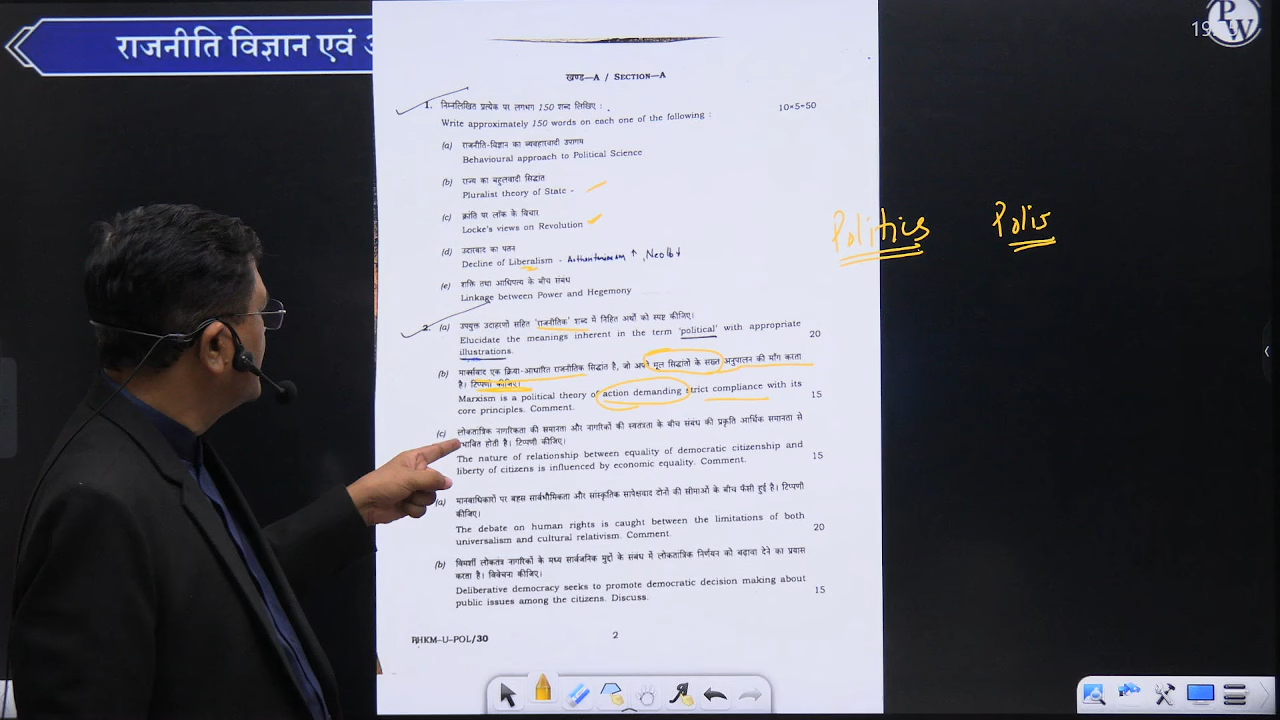 राजनीति विज्ञान एवं
19
PW
खण्ड—A / SECTION—A
1. निम्नलिखित प्रत्येक पर लगभग 150 शब्द लिखिए :
10×5=50
Write approximately 150 words on each one of the following :
(a) राजनीति-विज्ञान का व्यवहारवादी उपागम
Behavioural approach to Political Science
(b) राज्य का बहुलवादी सिद्धांत
Pluralist theory of State -
(c) क्रांति पर लॉक के विचार
Locke's views on Revolution
(d) उदारवाद का पतन
Decline of Liberalism - ↑ , Neolib ↓
(e) शक्ति तथा आधिपत्य के बीच संबंध
Linkage between Power and Hegemony
Politics Polis
2. (a) उपयुक्त उदाहरणों सहित 'राजनीतिक' शब्द में निहित अर्थों को स्पष्ट कीजिए।
Elucidate the meanings inherent in the term 'political' with appropriate
illustrations.
20
(b) मार्क्सवाद एक क्रिया-आधारित राजनीतिक सिद्धांत है, जो अपने मूल सिद्धांतों के सख्त अनुपालन की माँग करता
है। टिप्पणी कीजिए।
Marxism is a political theory of action demanding strict compliance with its
core principles. Comment.
15
(c) लोकतांत्रिक नागरिकता की समानता और नागरिकों की स्वतंत्रता के बीच संबंध की प्रकृति आर्थिक समानता से
प्रभावित होती है। टिप्पणी कीजिए।
The nature of relationship between equality of democratic citizenship and
liberty of citizens is influenced by economic equality. Comment.
15
(a) मानवाधिकारों पर बहस सार्वभौमिकता और सांस्कृतिक सापेक्षवाद दोनों की सीमाओं के बीच फँसी हुई है। टिप्पणी
कीजिए।
The debate on human rights is caught between the limitations of both
universalism and cultural relativism. Comment.
20
(b) विमर्शी लोकतंत्र नागरिकों के मध्य सार्वजनिक मुद्दों के संबंध में लोकतांत्रिक निर्णयन को बढ़ावा देने का प्रयास
करता है। विवेचना कीजिए।
Deliberative democracy seeks to promote democratic decision making about
public issues among the citizens. Discuss.
15
RHKM-U-POL/30
2